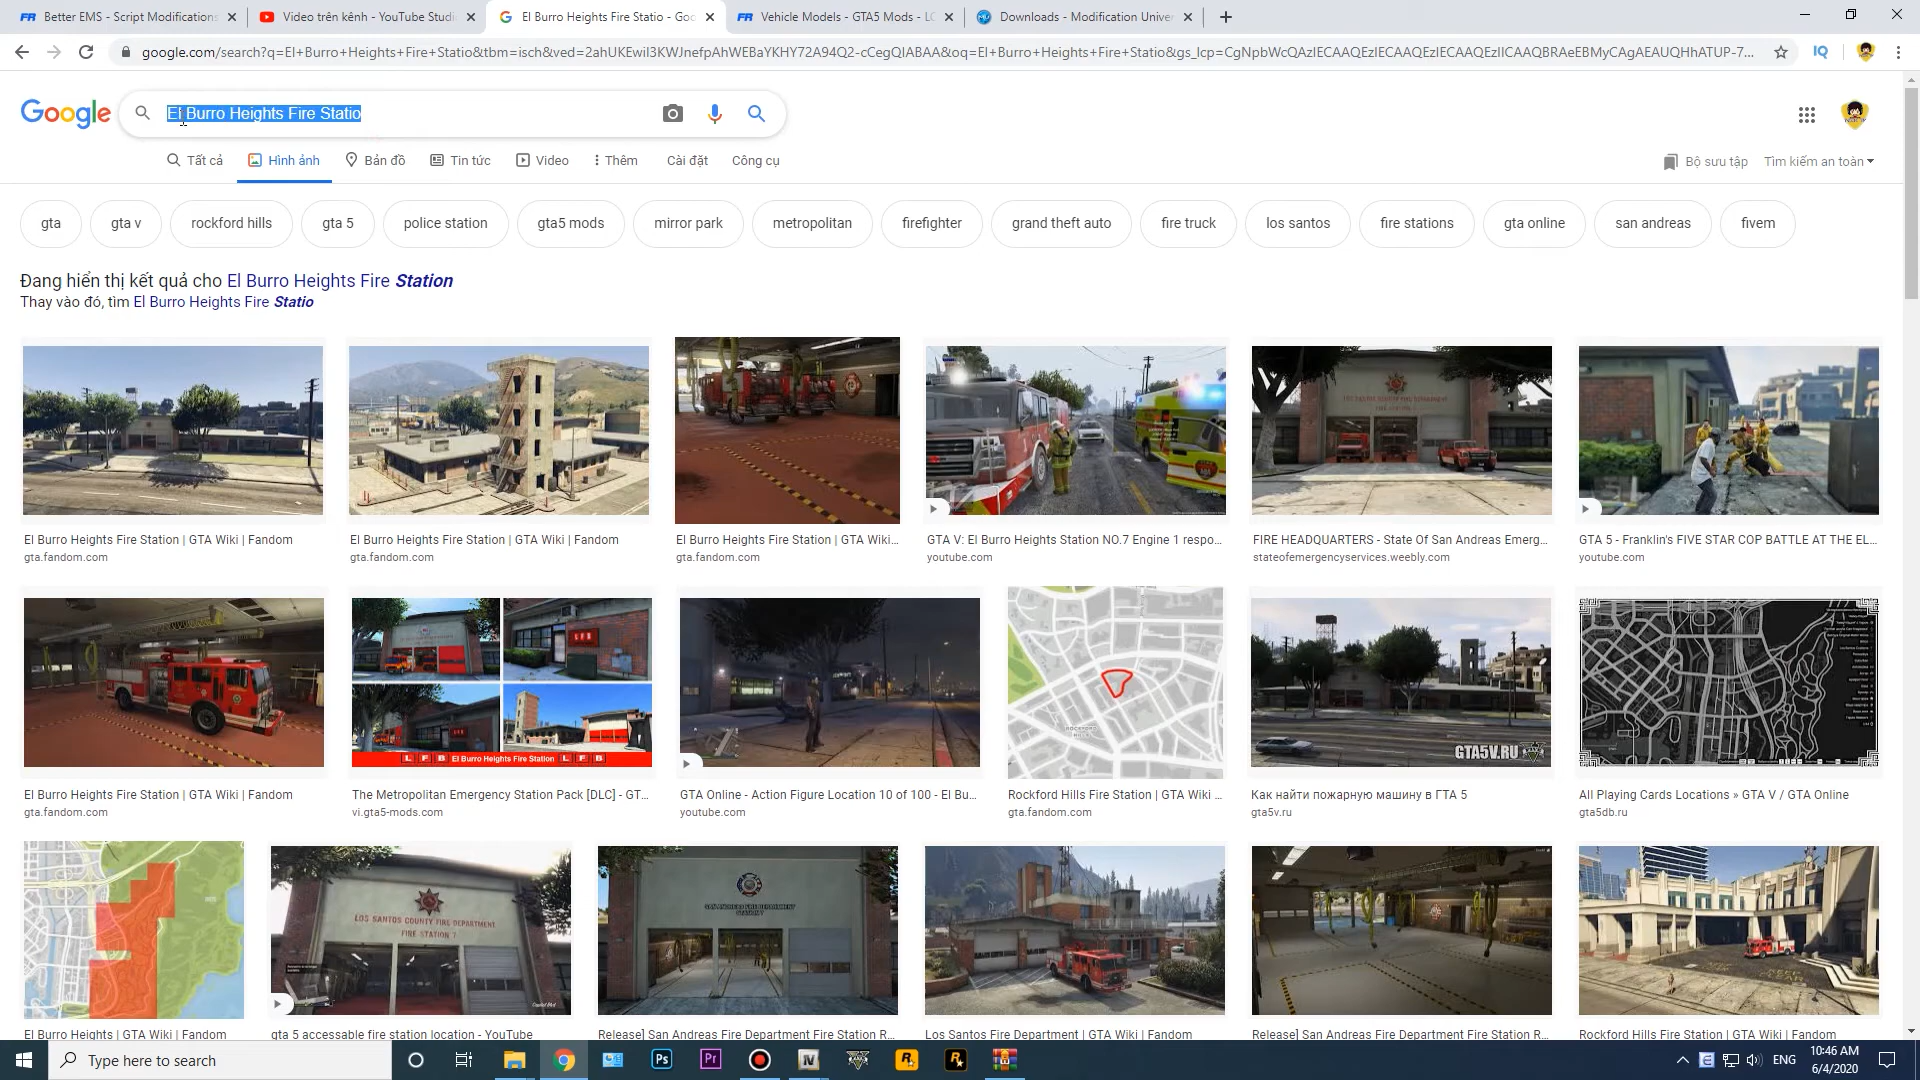 Better EMS - Script Modifications
Video trên kênh - YouTube Studi
El Burro Heights Fire Statio - Goo
Vehicle Models - GTA5 Mods - LC
Downloads - Modification Univer
google.com/search?q=El+Burro+Heights+Fire+Statio&tbm=isch&ved=2ahUKEwiI3KWJnefpAhWEBaYKHY72A94Q2-cCegQIABAA&oq=El+Burro+Heights+Fire+Statio&gs_lcp=CgNpbWcQAzIECAAQEzIECAAQEzIECAAQEzIICAAQBRAeEBMyCAgAEAUQHhATUP-7...
IQ
Google
El Burro Heights Fire Statio
Tất cả
Hình ảnh
Bản đồ
Tin tức
Video
Thêm
Cài đặt
Công cụ
Bộ sưu tập
Tìm kiếm an toàn
gta
gta v
rockford hills
gta 5
police station
gta5 mods
mirror park
metropolitan
firefighter
grand theft auto
fire truck
los santos
fire stations
gta online
san andreas
fivem
Đang hiển thị kết quả cho El Burro Heights Fire Station
Thay vào đó, tìm El Burro Heights Fire Statio
El Burro Heights Fire Station | GTA Wiki | Fandom
gta.fandom.com
El Burro Heights Fire Station | GTA Wiki | Fandom
gta.fandom.com
El Burro Heights Fire Station | GTA Wiki...
gta.fandom.com
GTA V: El Burro Heights Station NO.7 Engine 1 respo...
youtube.com
FIRE HEADQUARTERS - State Of San Andreas Emerg...
stateofemergencyservices.weebly.com
GTA 5 - Franklin's FIVE STAR COP BATTLE AT THE EL...
youtube.com
L F B El Burro Heights Fire Station L F B
ROCKFORD HILLS
GTA5V.RU
El Burro Heights Fire Station | GTA Wiki | Fandom
gta.fandom.com
The Metropolitan Emergency Station Pack [DLC] - GT...
vi.gta5-mods.com
GTA Online - Action Figure Location 10 of 100 - El Bu...
youtube.com
Rockford Hills Fire Station | GTA Wiki ...
gta.fandom.com
Как найти пожарную машину в ГТА 5
gta5v.ru
All Playing Cards Locations » GTA V / GTA Online
gta5db.ru
LOS SANTOS COUNTY FIRE DEPARTMENT
FIRE STATION 7
SAN ANDREAS FIRE DEPARTMENT
STATION 7
El Burro Heights | GTA Wiki | Fandom
gta 5 accessable fire station location - YouTube
Release] San Andreas Fire Department Fire Station R...
Los Santos Fire Department | GTA Wiki | Fandom
Release] San Andreas Fire Department Fire Station R...
Rockford Hills Fire Station | GTA Wiki | Fandom
Type here to search
Ps
Pr
ENG
10:46 AM
6/4/2020